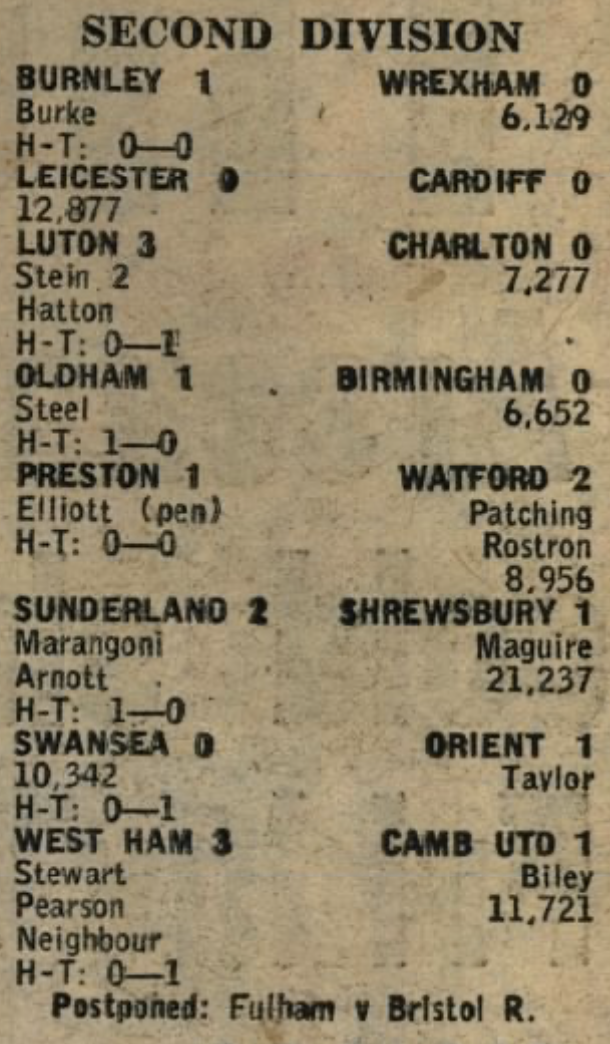 SECOND DIVISION
BURNLEY 1 WREXHAM 0
Burke 6,129
H-T: 0—0
LEICESTER 0 CARDIFF 0
12,877
LUTON 3 CHARLTON 0
Stein 2 7,277
Hatton
H-T: 0—1
OLDHAM 1 BIRMINGHAM 0
Steel 6,652
H-T: 1—0
PRESTON 1 WATFORD 2
Elliott (pen) Patching
H-T: 0—0 Rostron
8,956
SUNDERLAND 2 SHREWSBURY 1
Marangoni Maguire
Arnott 21,237
H-T: 1—0
SWANSEA 0 ORIENT 1
10,342 Taylor
H-T: 0—1
WEST HAM 3 CAMB UTD 1
Stewart Biley
Pearson 11,721
Neighbour
H-T: 0—1
Postponed: Fulham v Bristol R.